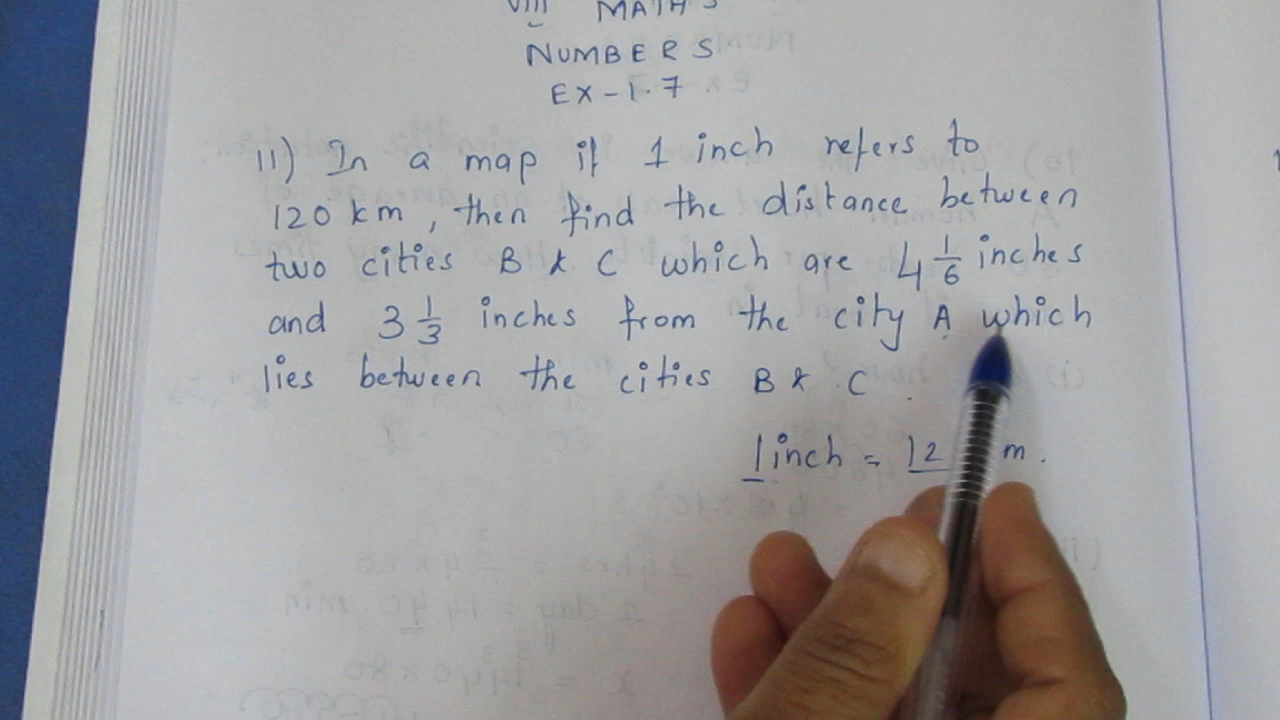 VIII MATHS
NUMBERS
EX-1.7
11) In a map if 1 inch refers to
120 km, then find the distance between
two cities B & C which are 4 1/6 inches
and 3 1/3 inches from the city A which
lies between the cities B & C.
1 inch = 12 m.